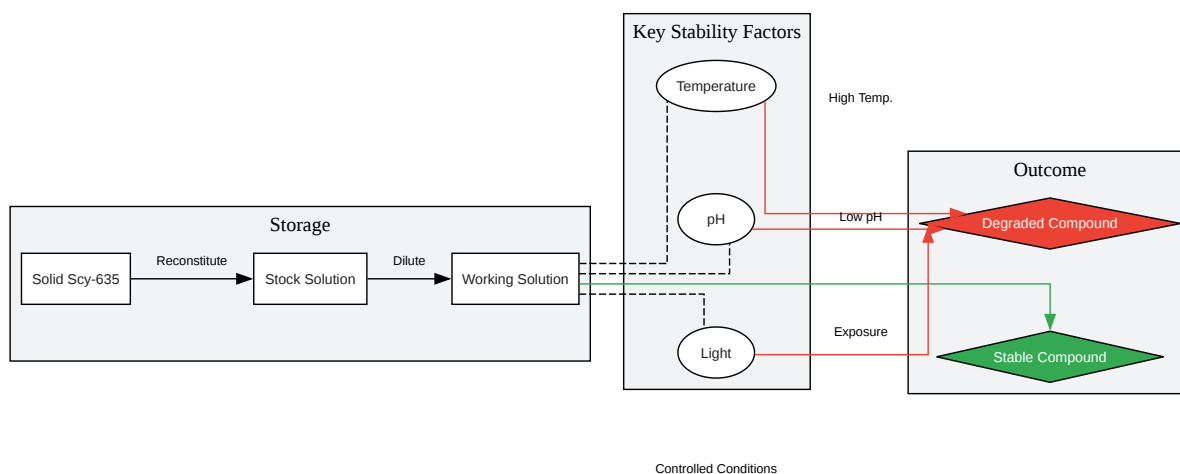 Key Stability Factors
Temperature
High Temp.
Outcome
Storage
pH
Low pH
Degraded Compound
Solid Scy-635
Reconstitute
Stock Solution
Dilute
Working Solution
Light
Exposure
Stable Compound
Controlled Conditions